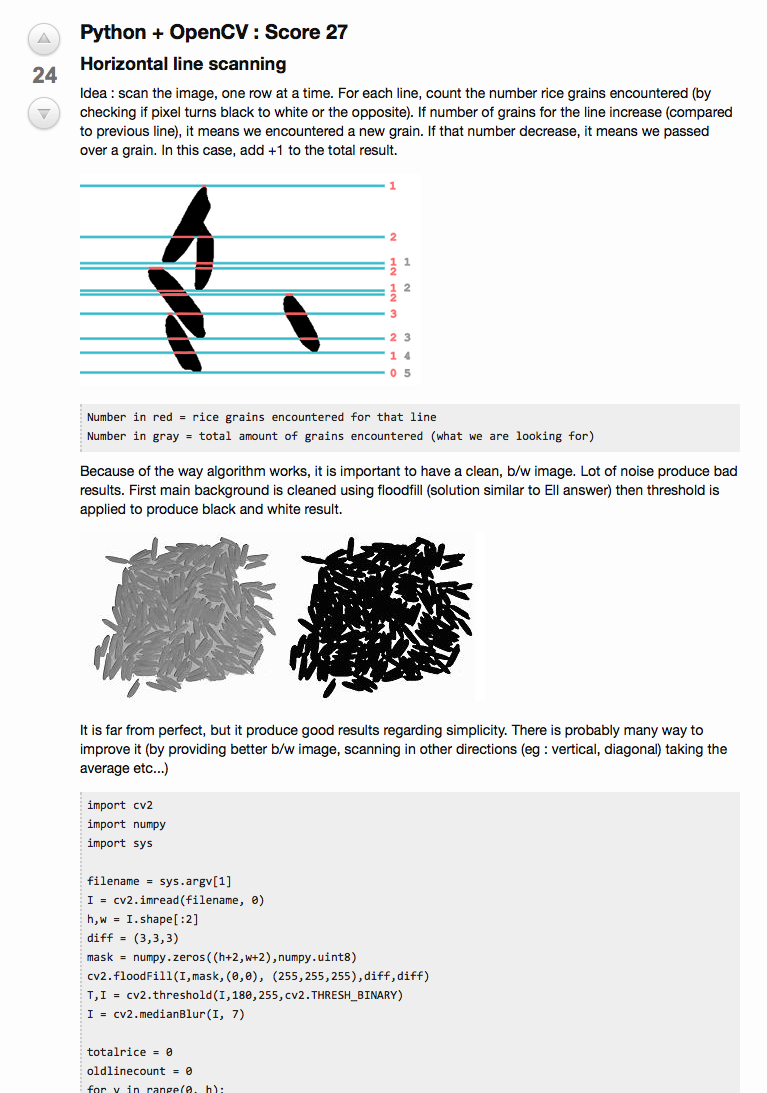 Python + OpenCV : Score 27
24
Horizontal line scanning
Idea : scan the image, one row at a time. For each line, count the number rice grains encountered (by
checking if pixel turns black to white or the opposite). If number of grains for the line increase (compared
to previous line), it means we encountered a new grain. If that number decrease, it means we passed
over a grain. In this case, add +1 to the total result.
1
2
1 1
2
1 2
2
3
2 3
1 4
0 5
Number in red = rice grains encountered for that line
Number in gray = total amount of grains encountered (what we are looking for)
Because of the way algorithm works, it is important to have a clean, b/w image. Lot of noise produce bad
results. First main background is cleaned using floodfill (solution similar to Ell answer) then threshold is
applied to produce black and white result.
It is far from perfect, but it produce good results regarding simplicity. There is probably many way to
improve it (by providing better b/w image, scanning in other directions (eg : vertical, diagonal) taking the
average etc...)
import cv2
import numpy
import sys
filename = sys.argv[1]
I = cv2.imread(filename, 0)
h,w = I.shape[:2]
diff = (3,3,3)
mask = numpy.zeros((h+2,w+2),numpy.uint8)
cv2.floodFill(I,mask,(0,0), (255,255,255),diff,diff)
T,I = cv2.threshold(I,180,255,cv2.THRESH_BINARY)
I = cv2.medianBlur(I, 7)
totalrice = 0
oldlinecount = 0
for y in range(0, h):